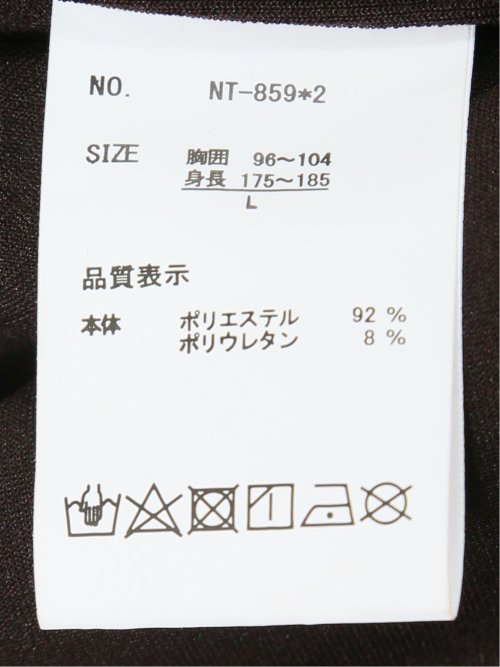 NO. NT-859*2
SIZE 胸囲 96～104
身長 175～185
L
品質表示
本体 ポリエステル 92 %
ポリウレタン 8 %